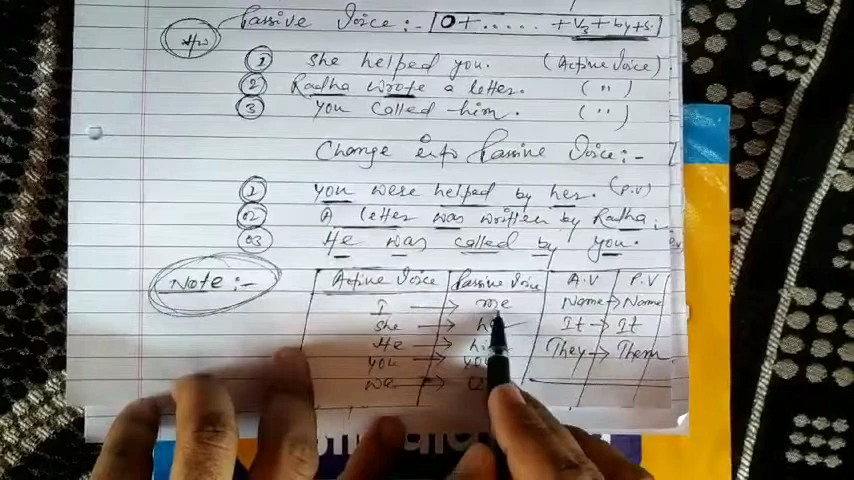 Passive Voice :- O + ...... + V3 + by + s.
① she helped you. (Active Voice)
② Radha wrote a letter. ( " )
③ You called him. ( " )
Change into Passive Voice :-
① you were helped by her. (P.V)
02 A letter was written by Radha.
03 He was called by you.
Note :-
Active Voice Passive Voice A.V P.V
I → me Name → Name
she → It → It
He → They → Them
you →
we →